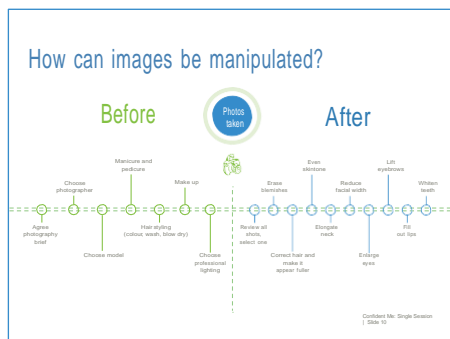 How can images be manipulated?
Before
Photos
taken
After
Manicure and
pedicure
Choose
photographer
Make up
Agree
photography
brief
Choose model
Hair styling
(colour wash, blow dry)
Choose
professional
lighting
Even
skintone
Lift
eyebrows
Erase
blemishes
Reduce
facial width
Whiten
teeth
Review all
shots,
select one
Correct hair and
make it
appear fuller
Elongate
neck
Enlarge
eyes
Fill
out lips
Confident Me: Single Session
| Slide 10